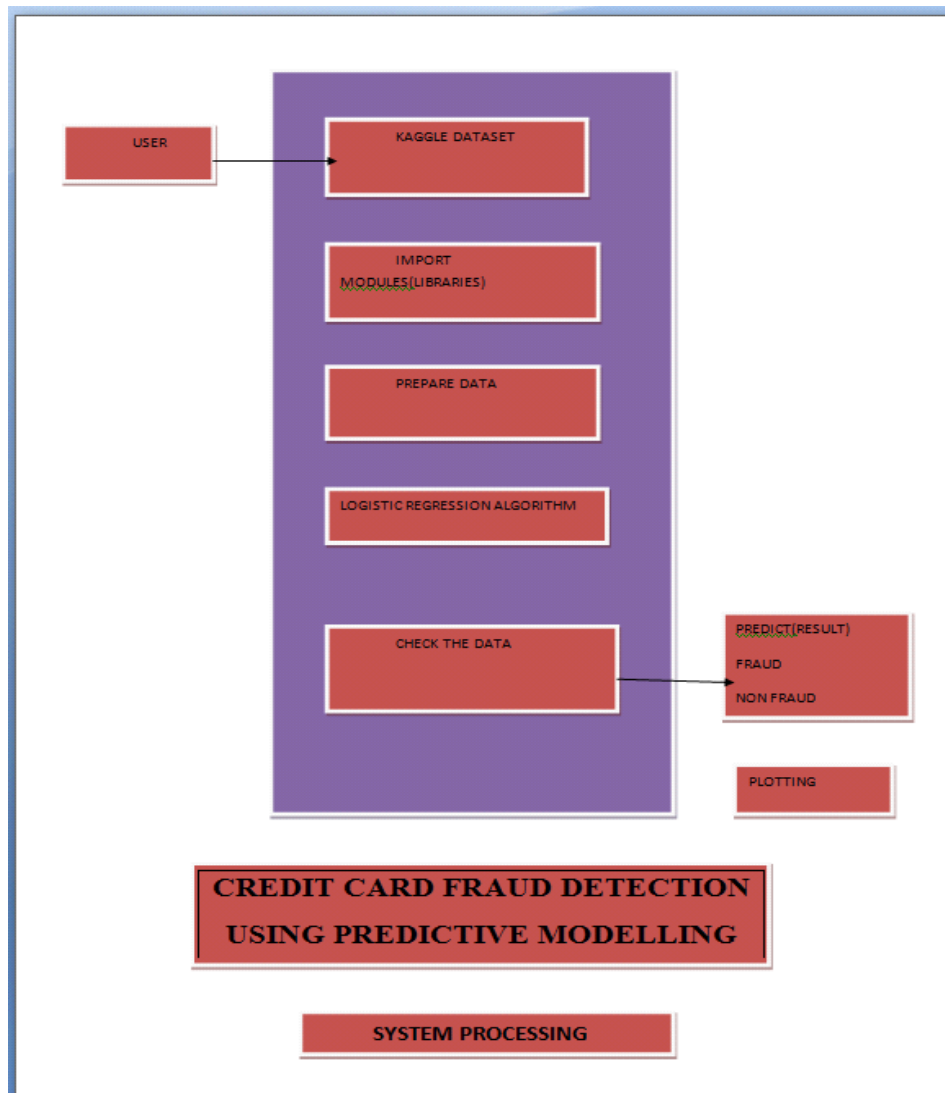 USER
KAGGLE DATASET
IMPORT
MODULES(LIBRARIES)
PREPARE DATA
LOGISTIC REGRESSION ALGORITHM
CHECK THE DATA
PREDICT(RESULT)
FRAUD
NON FRAUD
PLOTTING
CREDIT CARD FRAUD DETECTION
USING PREDICTIVE MODELLING
SYSTEM PROCESSING